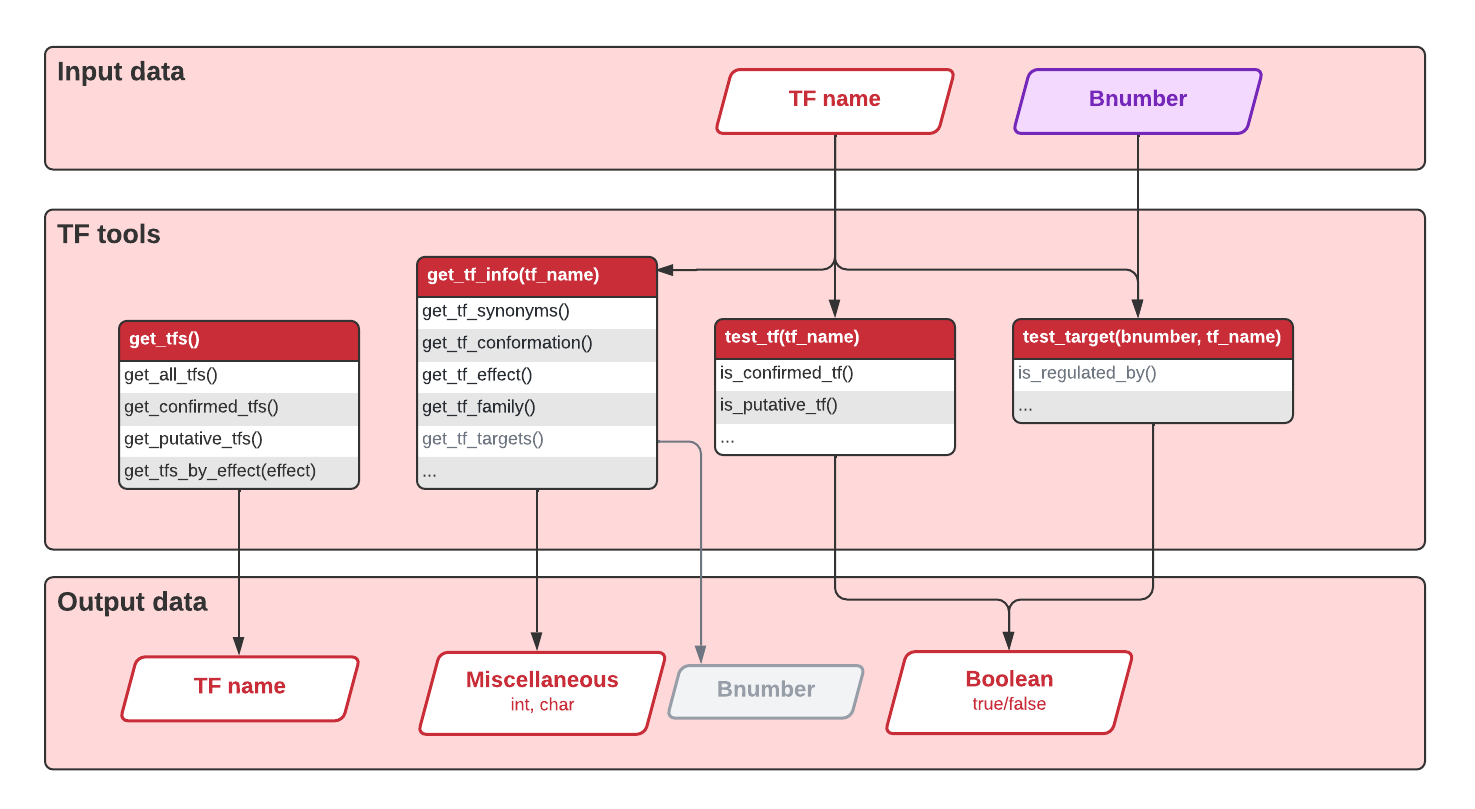 Input data
TF name
Bnumber
TF tools
get_tfs()
get_all_tfs()
get_confirmed_tfs()
get_putative_tfs()
get_tfs_by_effect(effect)
get_tf_info(tf_name)
get_tf_synonyms()
get_tf_conformation()
get_tf_effect()
get_tf_family()
get_tf_targets()
...
test_tf(tf_name)
is_confirmed_tf()
is_putative_tf()
...
test_target(bnumber, tf_name)
is_regulated_by()
...
Output data
TF name
Miscellaneous
int, char
Bnumber
Boolean
true/false